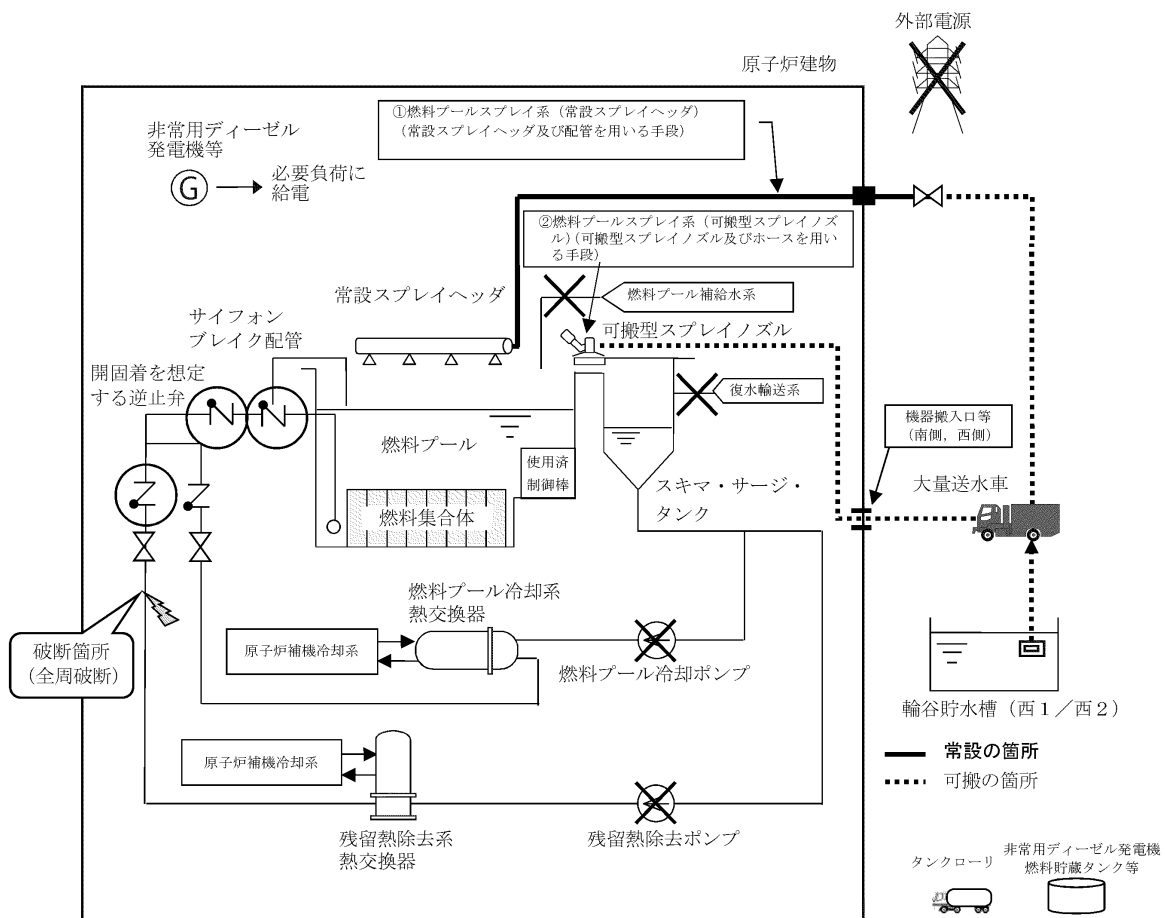 外部電源
原子炉建物
①燃料プールスプレイ系（常設スプレイヘッダ）
（常設スプレイヘッダ及び配管を用いる手段）
非常用ディーゼル
発電機等
G
必要負荷に
給電
②燃料プールスプレイ系（可搬型スプレイノズ
ル）（可搬型スプレイノズル及びホースを用い
る手段）
常設スプレイヘッダ
燃料プール補給水系
サイフォン
ブレイク配管
可搬型スプレイノズル
開固着を想定
する逆止弁
復水輸送系
機器搬入口等
（南側，西側）
燃料プール
使用済
制御棒
スキマ・サージ・
タンク
大量送水車
燃料集合体
燃料プール冷却系
熱交換器
破断箇所
（全周破断）
原子炉補機冷却系
燃料プール冷却ポンプ
輪谷貯水槽（西１／西２）
常設の箇所
可搬の箇所
原子炉補機冷却系
残留熱除去系
熱交換器
残留熱除去ポンプ
タンクローリ
非常用ディーゼル発電機
燃料貯蔵タンク等